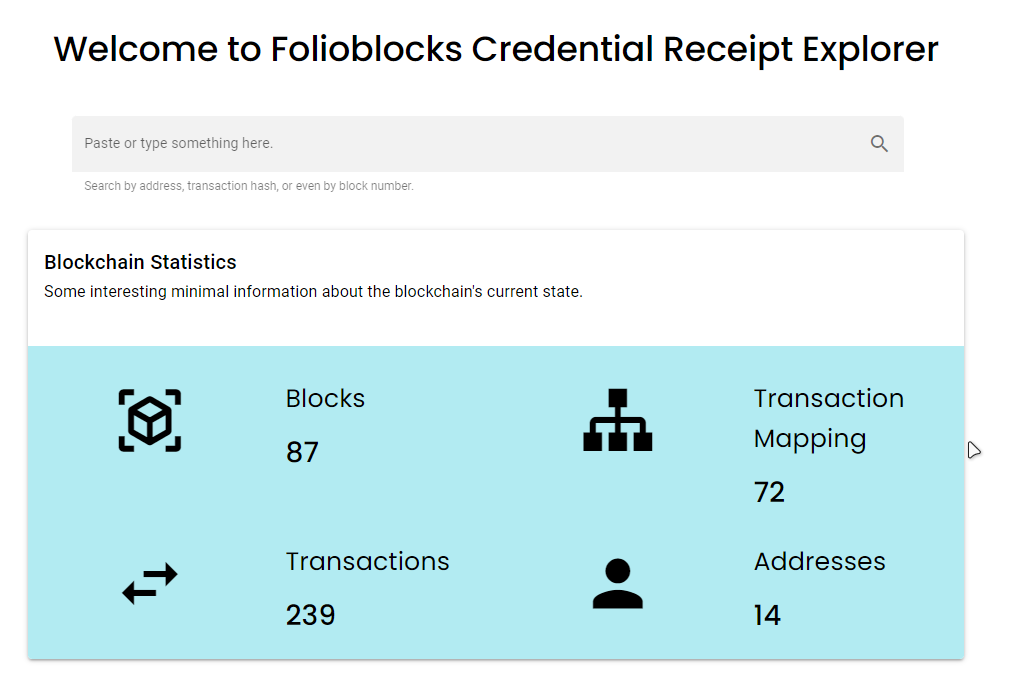 Welcome to Folioblocks Credential Receipt Explorer
Paste or type something here.
Search by address, transaction hash, or even by block number.
Blockchain Statistics
Some interesting minimal information about the blockchain's current state.
Blocks
87
Transaction
Mapping
72
Transactions
239
Addresses
14